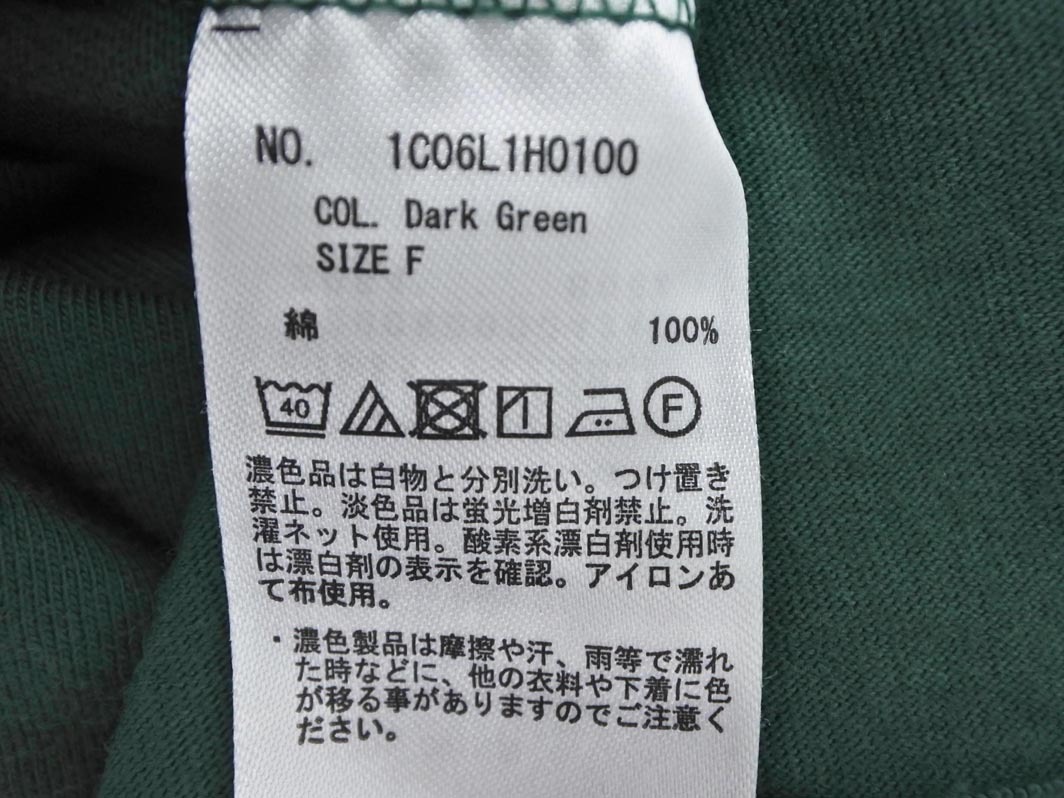 NO. 1C06L1H0100
COL. Dark Green
SIZE F
綿 100%
40 F
濃色品は白物と分別洗い。つけ置き
禁止。淡色品は蛍光増白剤禁止。洗
濯ネット使用。酸素系漂白剤使用時
は漂白剤の表示を確認。アイロンあ
て布使用。
・濃色製品は摩擦や汗、雨等で濡れ
た時などに、他の衣料や下着に色
が移る事がありますのでご注意く
ださい。